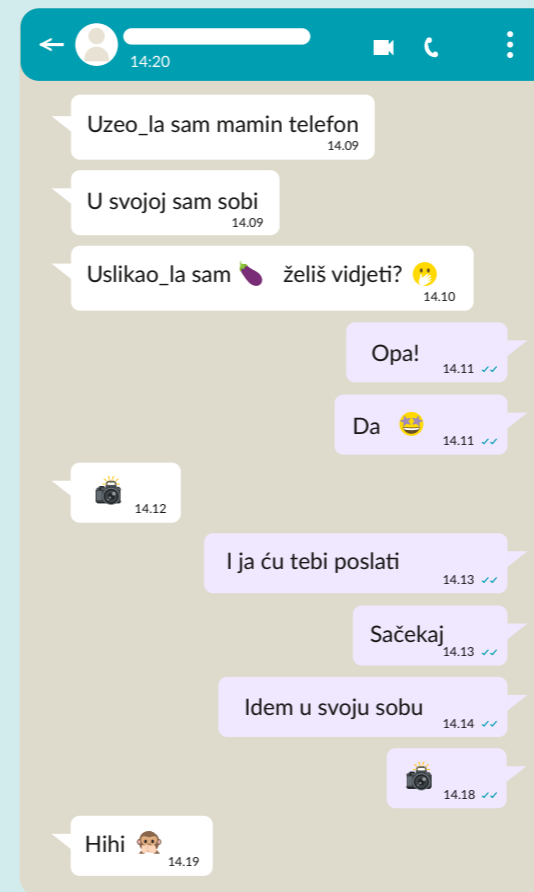 14:20
Uzeo_la sam mamin telefon
14.09
U svojoj sam sobi
14.09
Uslikao_la sam 🍆 želiš vidjeti? 🤭
14.10
Opa!
14.11
Da 🤩
14.11
📸
14.12
I ja ću tebi poslati
14.13
Sačekaj
14.13
Idem u svoju sobu
14.14
📸
14.18
Hihi 🙊
14.19